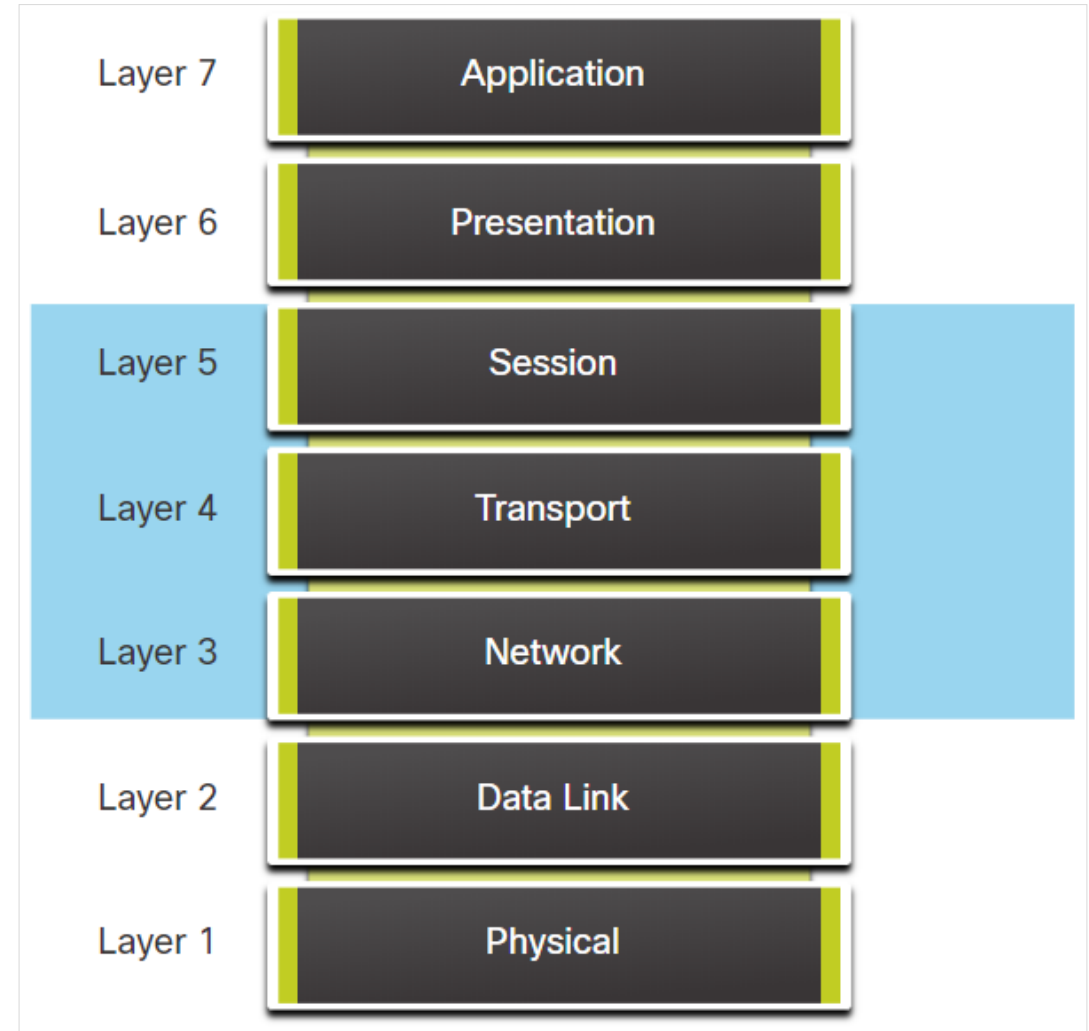 Layer 7 Application
Layer 6 Presentation
Layer 5 Session
Layer 4 Transport
Layer 3 Network
Layer 2 Data Link
Layer 1 Physical